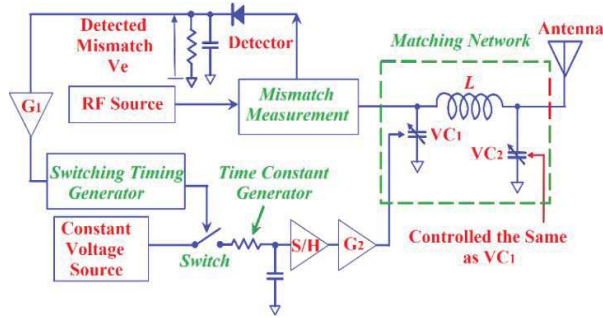 Detected
Mismatch
Ve
Detector
Antenna
Matching Network
L
G1
RF Source
Mismatch
Measurement
VC1
VC2
Switching Timing
Generator
Time Constant
Generator
Constant
Voltage
Source
Switch
S/H
G2
Controlled the Same
as VC1